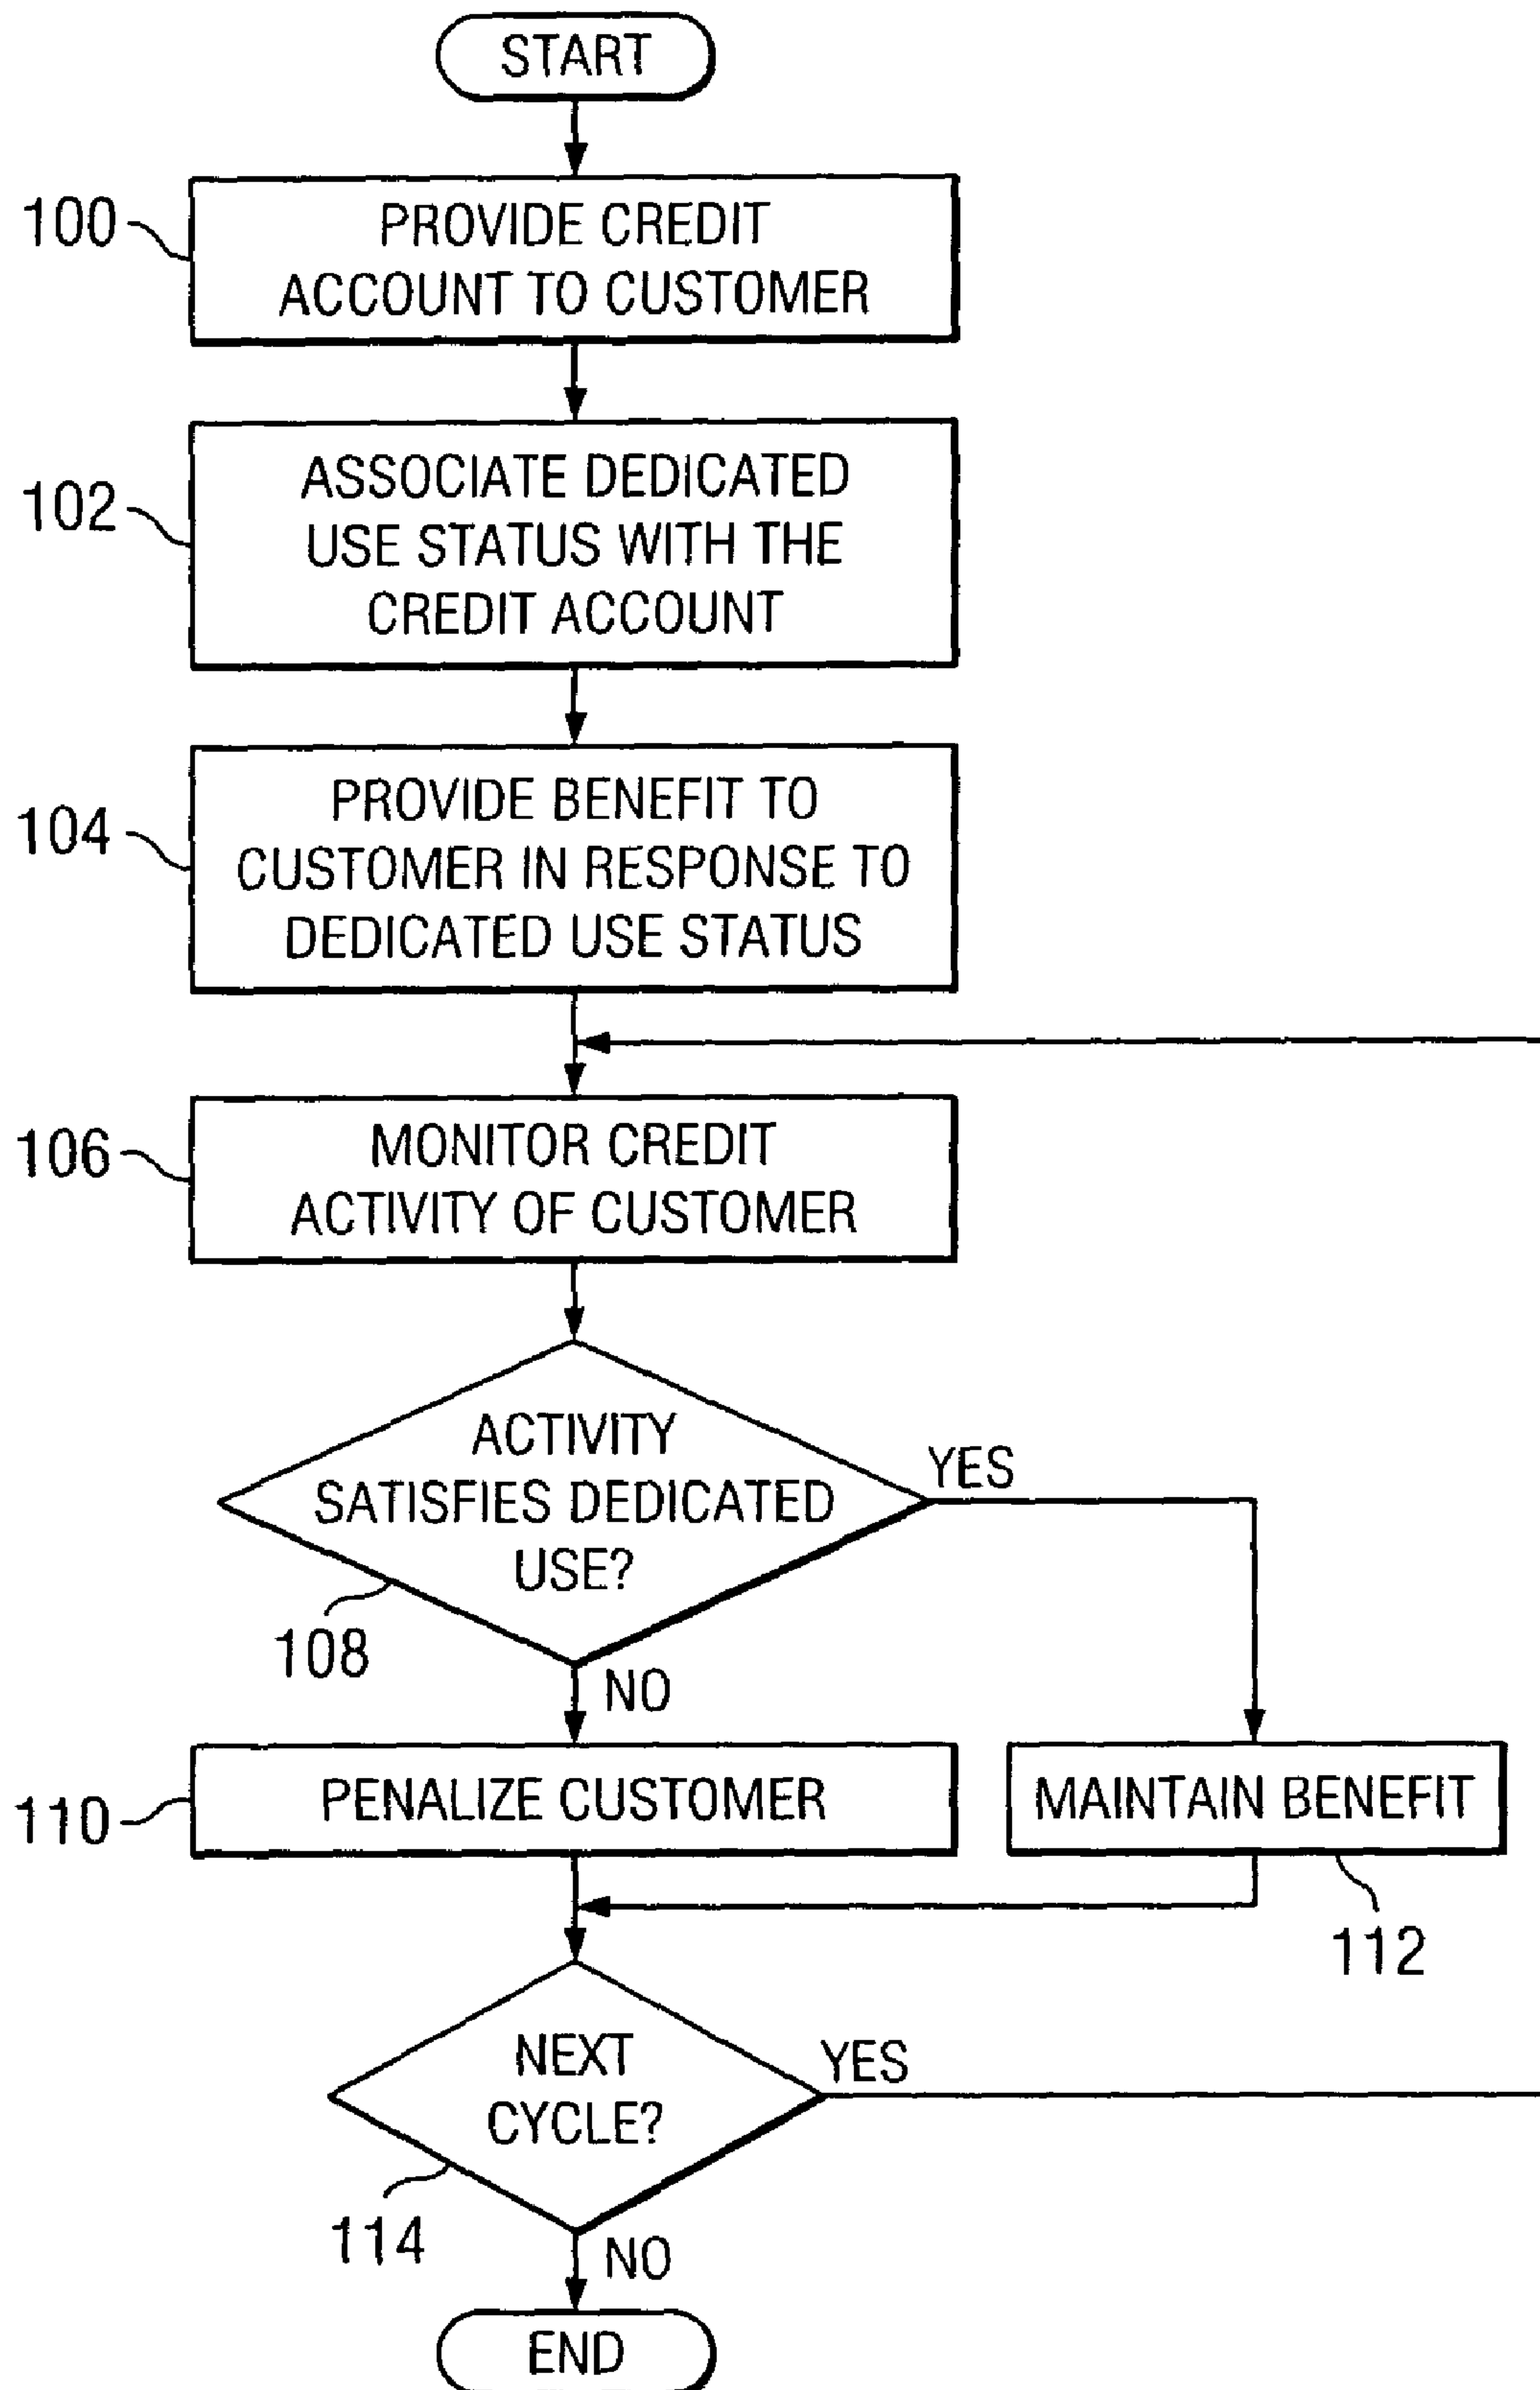 START
100
PROVIDE CREDIT
ACCOUNT TO CUSTOMER
102
ASSOCIATE DEDICATED
USE STATUS WITH THE
CREDIT ACCOUNT
104
PROVIDE BENEFIT TO
CUSTOMER IN RESPONSE TO
DEDICATED USE STATUS
106
MONITOR CREDIT
ACTIVITY OF CUSTOMER
ACTIVITY
SATISFIES DEDICATED
USE?
YES
108
NO
110
PENALIZE CUSTOMER
MAINTAIN BENEFIT
112
NEXT
CYCLE?
YES
114
NO
END